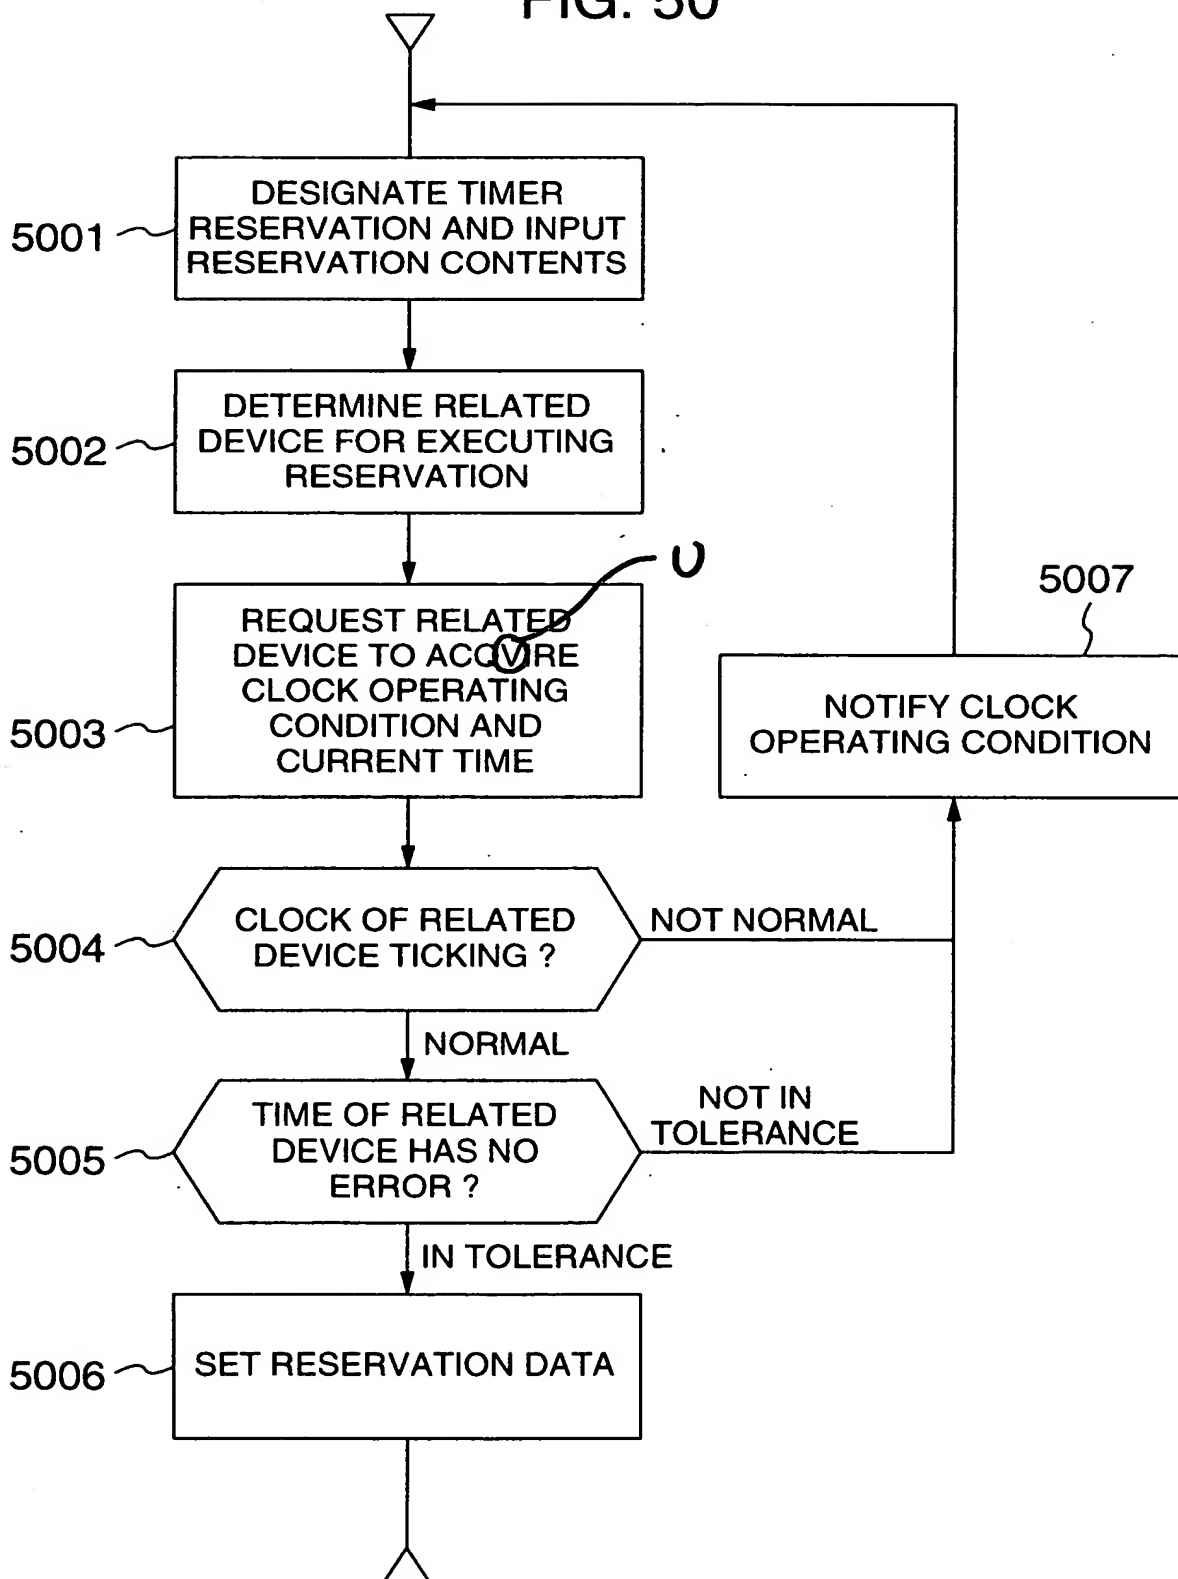 FIG. 50
5001
DESIGNATE TIMER
RESERVATION AND INPUT
RESERVATION CONTENTS
5002
DETERMINE RELATED
DEVICE FOR EXECUTING
RESERVATION
U
5003
REQUEST RELATED
DEVICE TO ACQVIRE
CLOCK OPERATING
CONDITION AND
CURRENT TIME
5007
NOTIFY CLOCK
OPERATING CONDITION
5004
CLOCK OF RELATED
DEVICE TICKING ?
NOT NORMAL
NORMAL
5005
TIME OF RELATED
DEVICE HAS NO
ERROR ?
NOT IN
TOLERANCE
IN TOLERANCE
5006
SET RESERVATION DATA